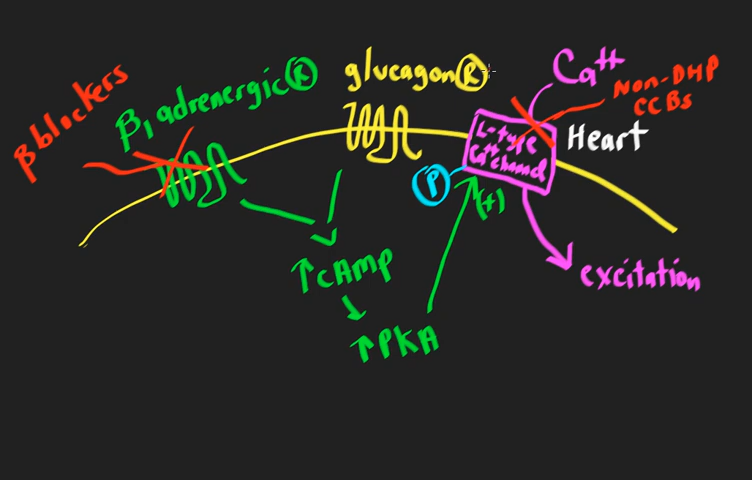 β blockers
β1 adrenergic Ⓡ
glucagon Ⓡ
Ca++
Non-DHP
CCBs
L-type
Ca++ channel
Heart
Ⓟ
(+)
↑cAMP
excitation
↑PKA